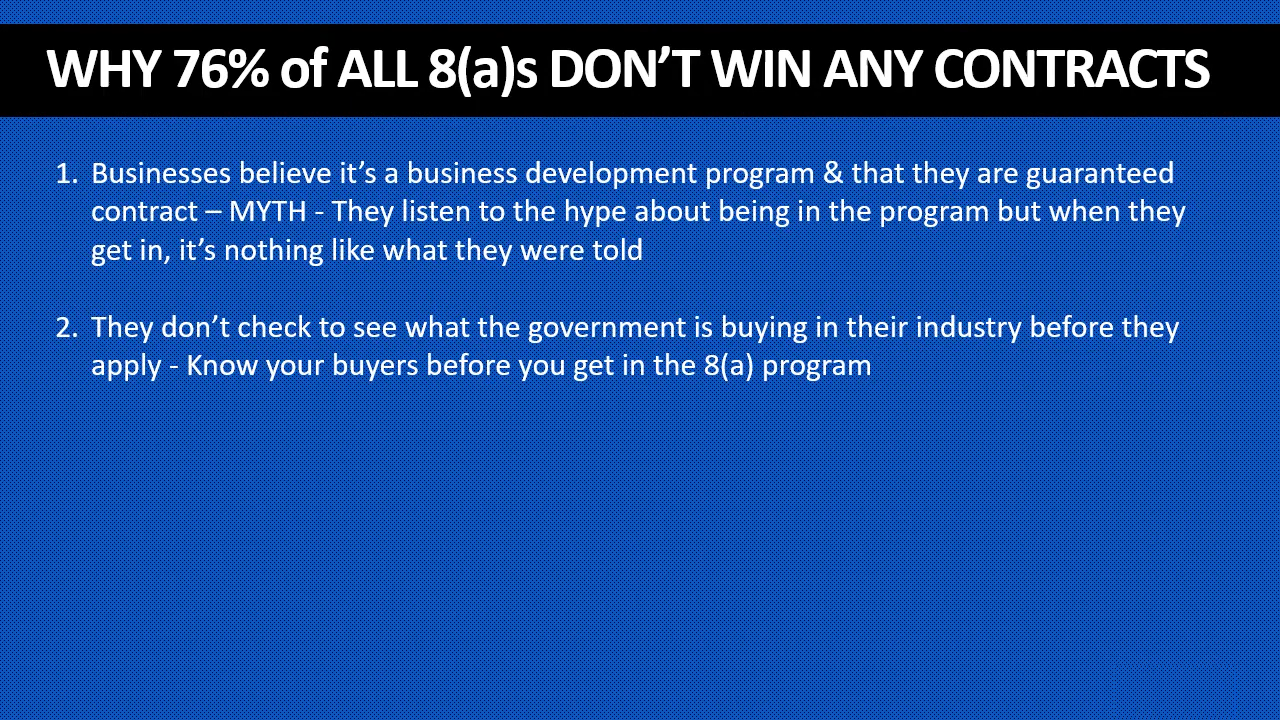 WHY 76% of ALL 8(a)s DON’T WIN ANY CONTRACTS
1. Businesses believe it’s a business development program & that they are guaranteed
contract – MYTH - They listen to the hype about being in the program but when they
get in, it’s nothing like what they were told
2. They don’t check to see what the government is buying in their industry before they
apply - Know your buyers before you get in the 8(a) program